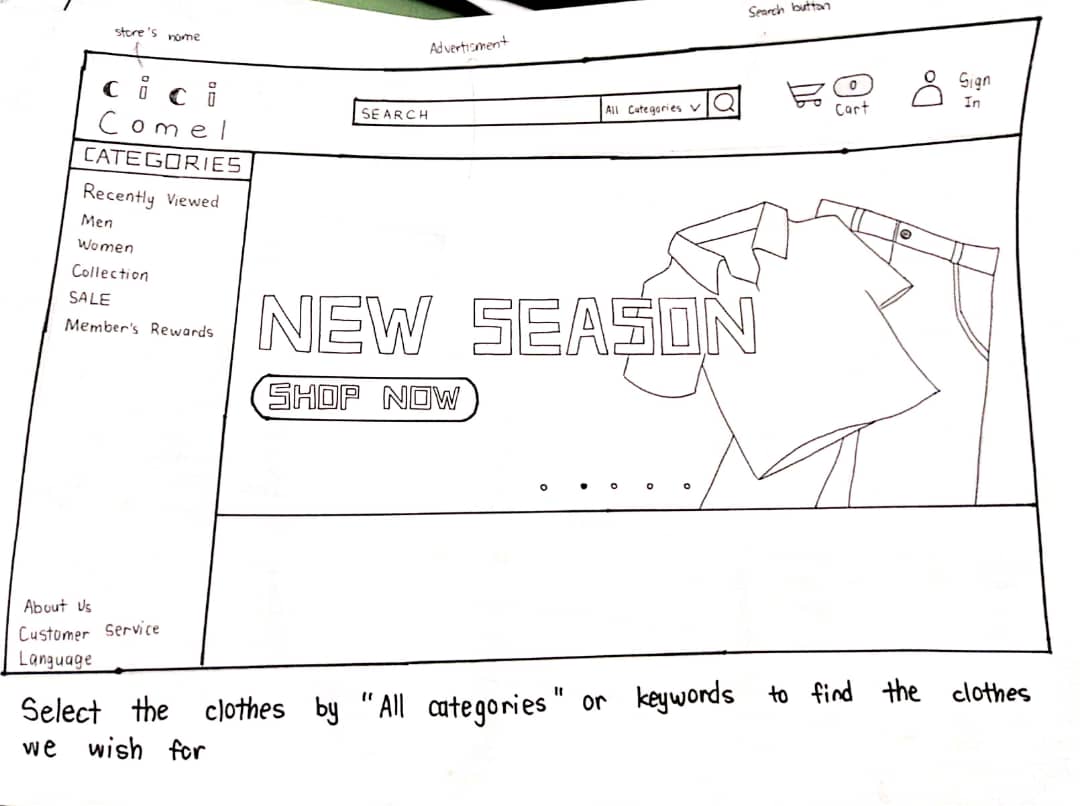 store's name
Advertisment
Search button
cici
Comel
SEARCH
All Categories
0
Cart
Sign
In
CATEGORIES
Recently Viewed
Men
Women
Collection
SALE
Member's Rewards
NEW SEASON
SHOP NOW
About Us
Customer Service
Language
Select the clothes by "All categories" or keywords to find the clothes
we wish for